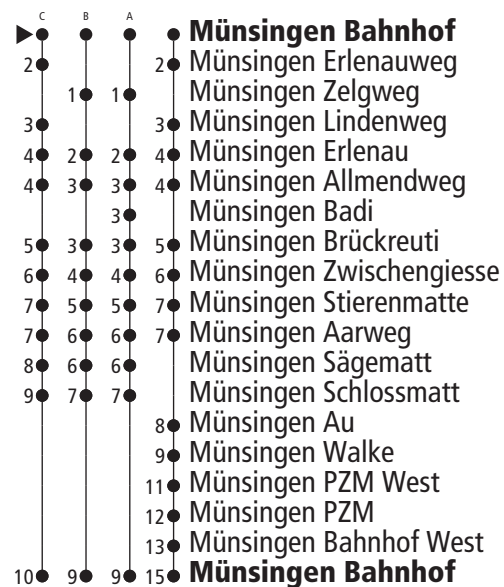 C B A
Münsingen Bahnhof
2 2 Münsingen Erlenauweg
1 1 Münsingen Zelgweg
3 3 Münsingen Lindenweg
4 2 2 4 Münsingen Erlenau
4 3 3 4 Münsingen Allmendweg
3 Münsingen Badi
5 3 3 5 Münsingen Brückreuti
6 4 4 6 Münsingen Zwischengiesse
7 5 5 7 Münsingen Stierenmatte
7 6 6 7 Münsingen Aarweg
8 6 6 Münsingen Sägematt
9 7 7 Münsingen Schlossmatt
8 Münsingen Au
9 Münsingen Walke
11 Münsingen PZM West
12 Münsingen PZM
13 Münsingen Bahnhof West
10 9 9 15 Münsingen Bahnhof